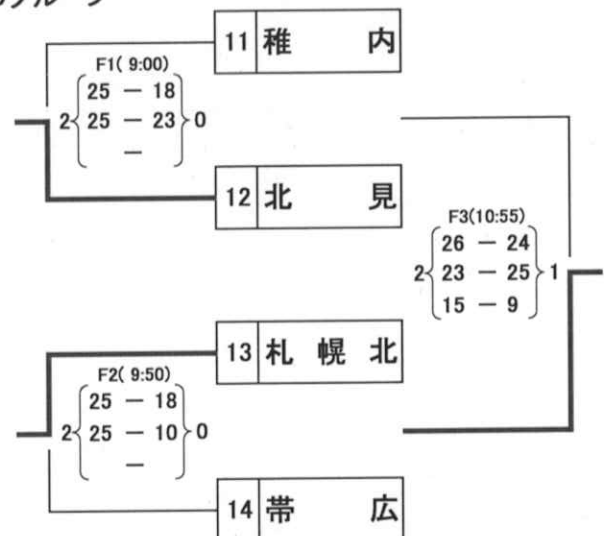 11 稚 内
F1( 9:00)
25 － 18
2 25 － 23 0
－
12 北 見
F3(10:55)
26 － 24
2 23 － 25 1
15 － 9
13 札 幌 北
F2( 9:50)
25 － 18
2 25 － 10 0
－
14 帯 広